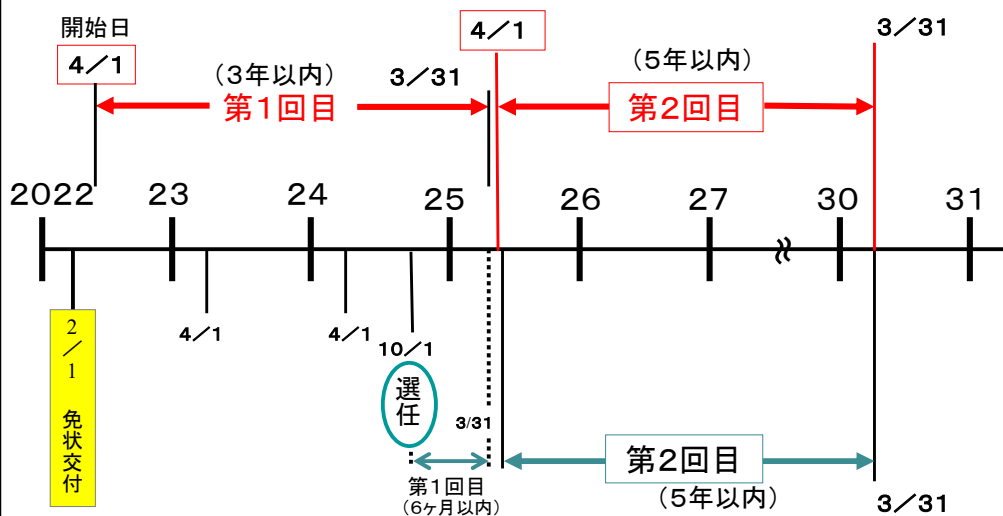 開始日
4／1
（3年以内）
第1回目
3／31
4／1
（5年以内）
第2回目
3／31
2022
23
24
25
26
27
30
31
2／1 免状交付
4／1
4／1
10／1
選任
3/31
第1回目
（6ヶ月以内）
第2回目
（5年以内）
3／31